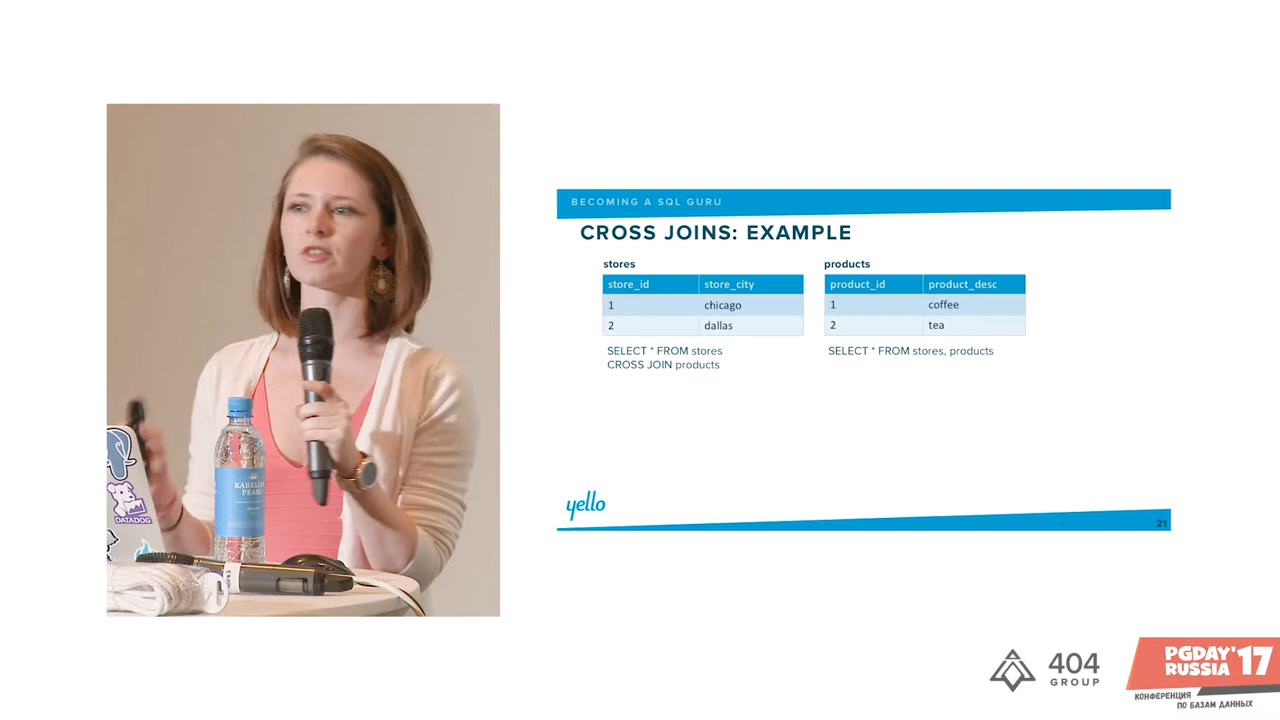 BECOMING A SQL GURU
CROSS JOINS: EXAMPLE
stores
store_id store_city
1 chicago
2 dallas
SELECT * FROM stores
CROSS JOIN products
products
product_id product_desc
1 coffee
2 tea
SELECT * FROM stores, products
yello
21
DATADOG
404
GROUP
PGDAY'17
RUSSIA
КОНФЕРЕНЦИЯ
ПО БАЗАМ ДАННЫХ